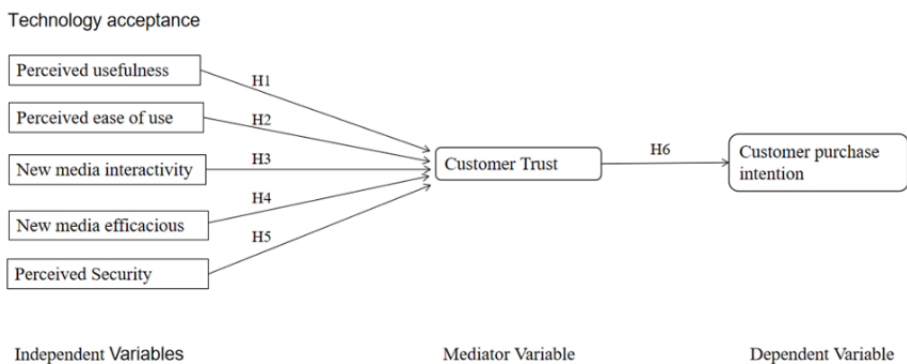 Technology acceptance
Perceived usefulness
H1
Perceived ease of use
H2
New media interactivity
H3
New media efficacious
H4
Perceived Security
H5
Customer Trust
H6
Customer purchase
intention
Independent Variables
Mediator Variable
Dependent Variable